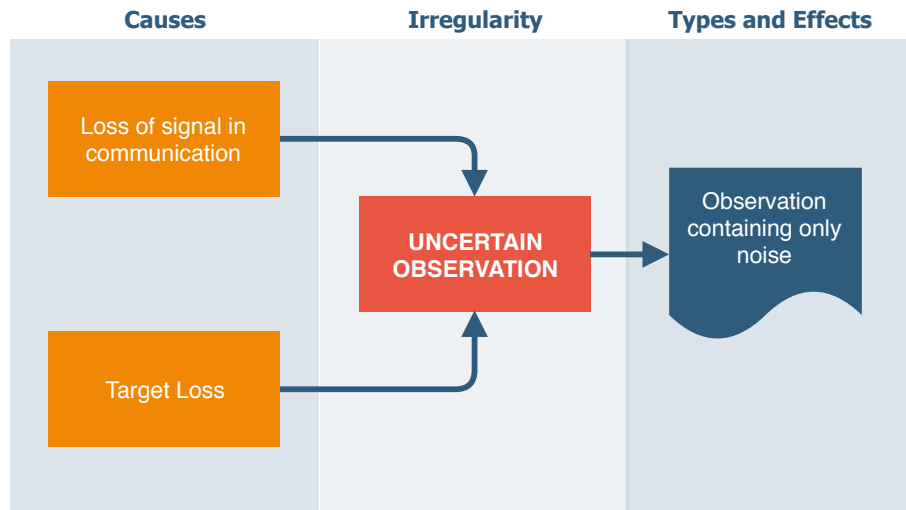 Causes
Irregularity
Types and Effects
Loss of signal in
communication
UNCERTAIN
OBSERVATION
Observation
containing only
noise
Target Loss